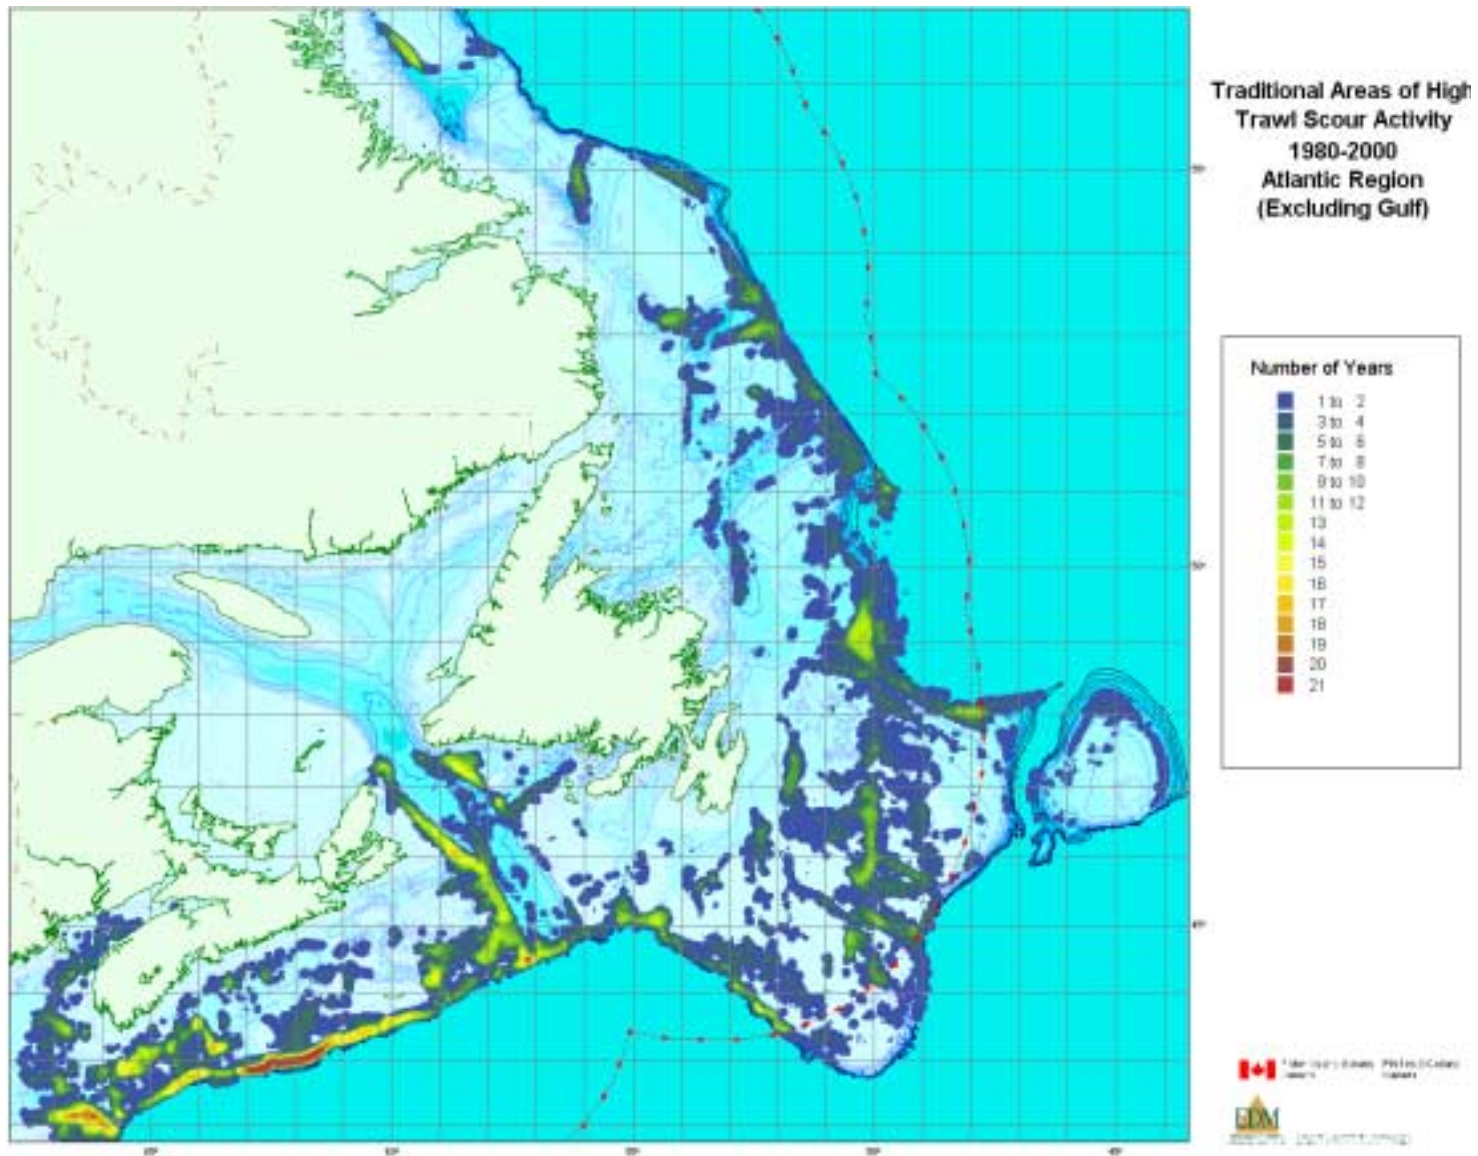 Traditional Areas of High
Trawl Scour Activity
1980-2000
Atlantic Region
(Excluding Gulf)
Number of Years
1 to 2
3 to 4
5 to 6
7 to 8
9 to 10
11 to 12
13
14
15
16
17
18
19
20
21
Canada
EDM